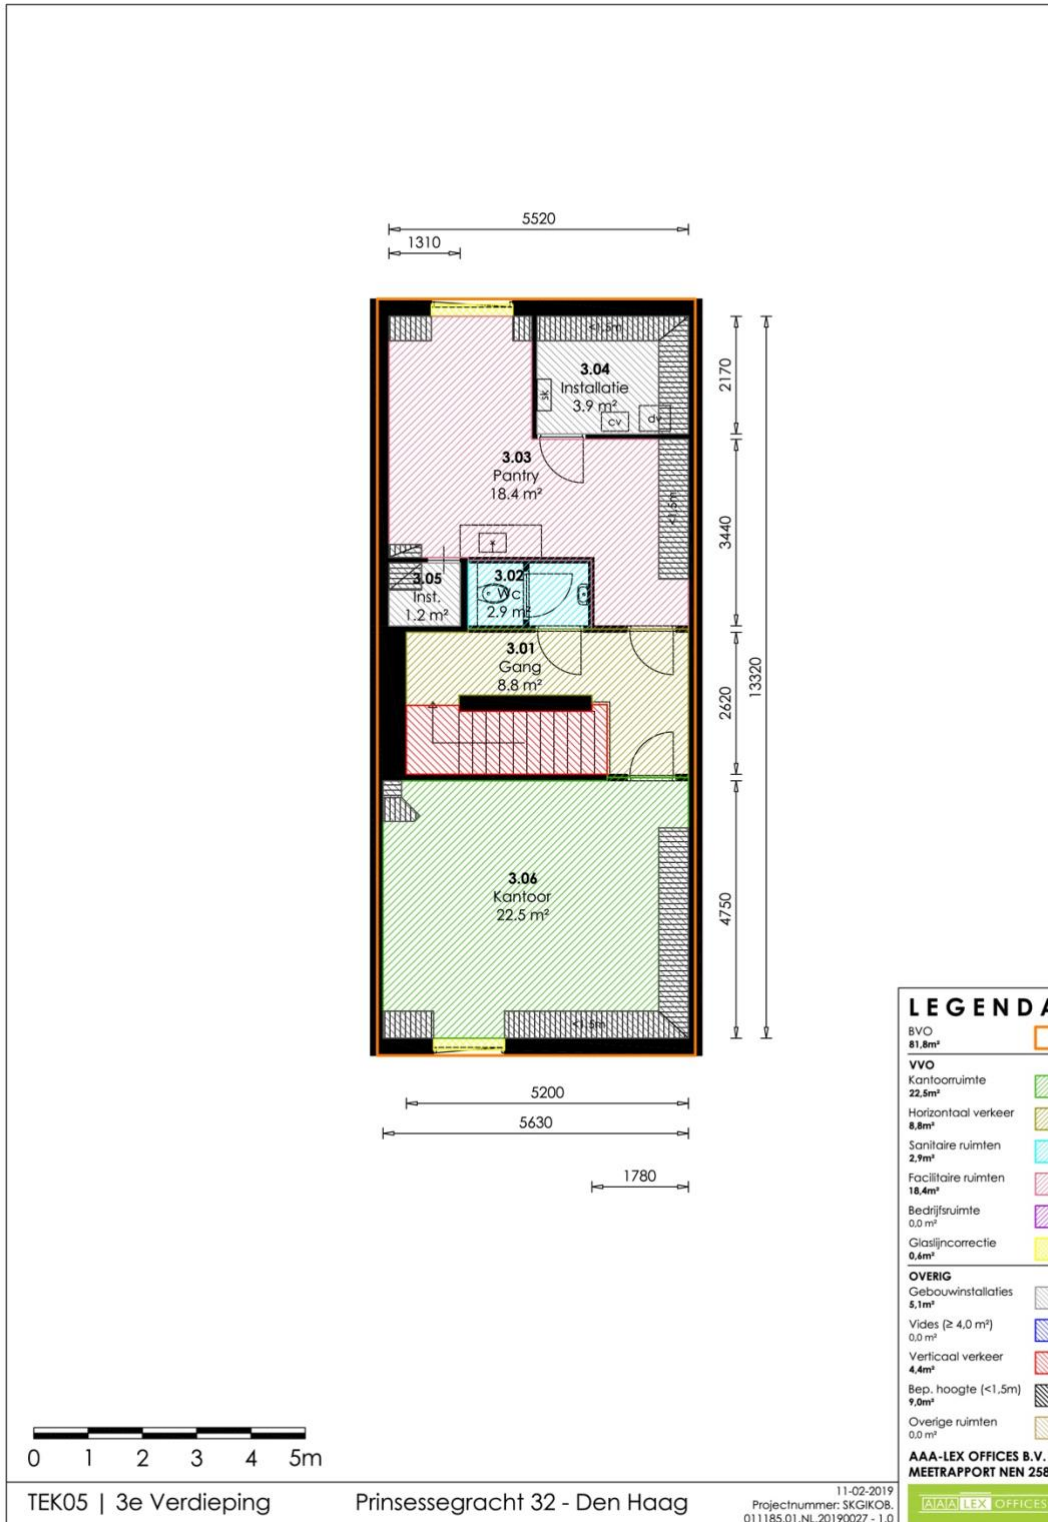 5520
1310
<1,5m
3.04
Installatie
3.9 m²
sk
cv
dv
2170
3.03
Pantry
18.4 m²
<1,5m
3440
3.05
Inst.
1.2 m²
3.02
Wc
2.9 m²
3.01
Gang
8.8 m²
2620
13320
3.06
Kantoor
22.5 m²
4750
<1,5m
5200
5630
1780
LEGENDA
BVO
81,8m²
VVO
Kantoorruimte
22,5m²
Horizontaal verkeer
8,8m²
Sanitaire ruimten
2,9m²
Facilitaire ruimten
18,4m²
Bedrijfsruimte
0,0 m²
Glaslijncorrectie
0,6m²
OVERIG
Gebouwinstallaties
5,1m²
Vides (≥ 4,0 m²)
0,0 m²
Verticaal verkeer
4,4m²
Bep. hoogte (<1,5m)
9,0m²
Overige ruimten
0,0 m²
AAA-LEX OFFICES B.V.
MEETRAPPORT NEN 258
AAA LEX OFFICES
0 1 2 3 4 5m
TEK05 | 3e Verdieping
Prinsessegracht 32 - Den Haag
11-02-2019
Projectnummer: SKGIKOB.
011185.01.NL.20190027 - 1.0